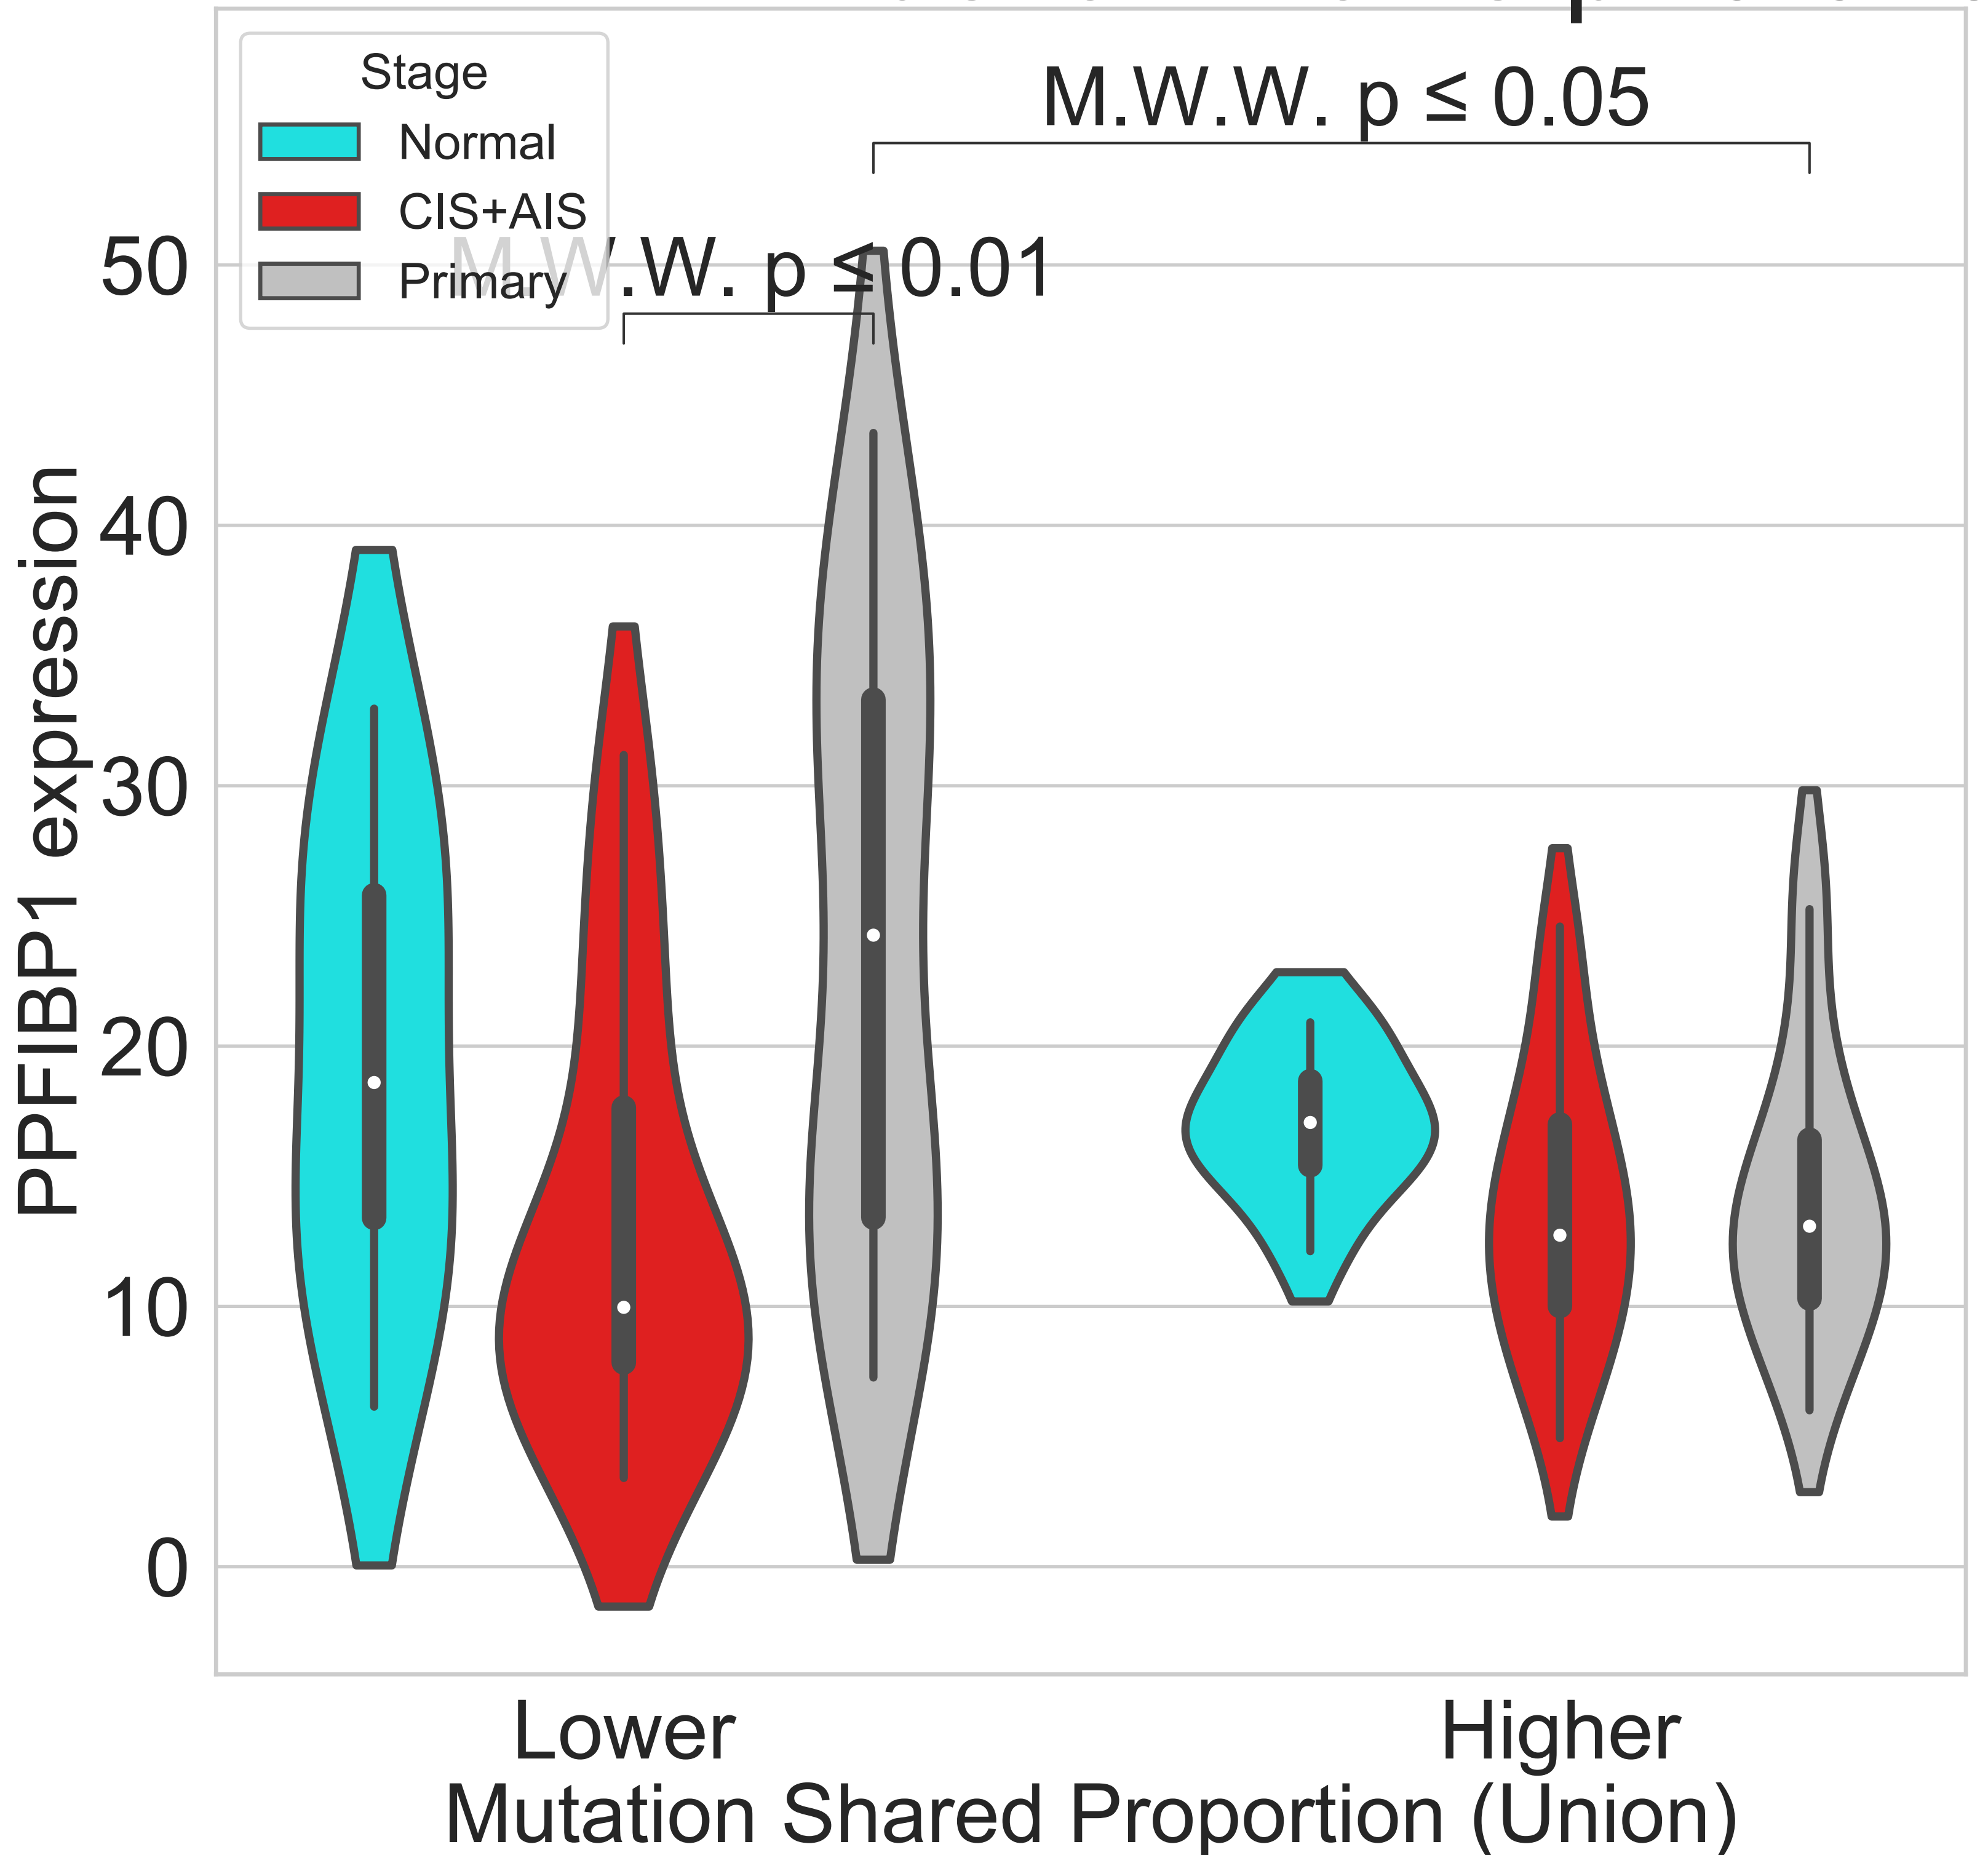 M.W.W. p ≤ 0.05
Stage
Normal
CIS+AIS
Primary
M.W.W. p ≤ 0.01
50
40
30
20
10
0
PPFIBP1 expression
Lower
Higher
Mutation Shared Proportion (Union)